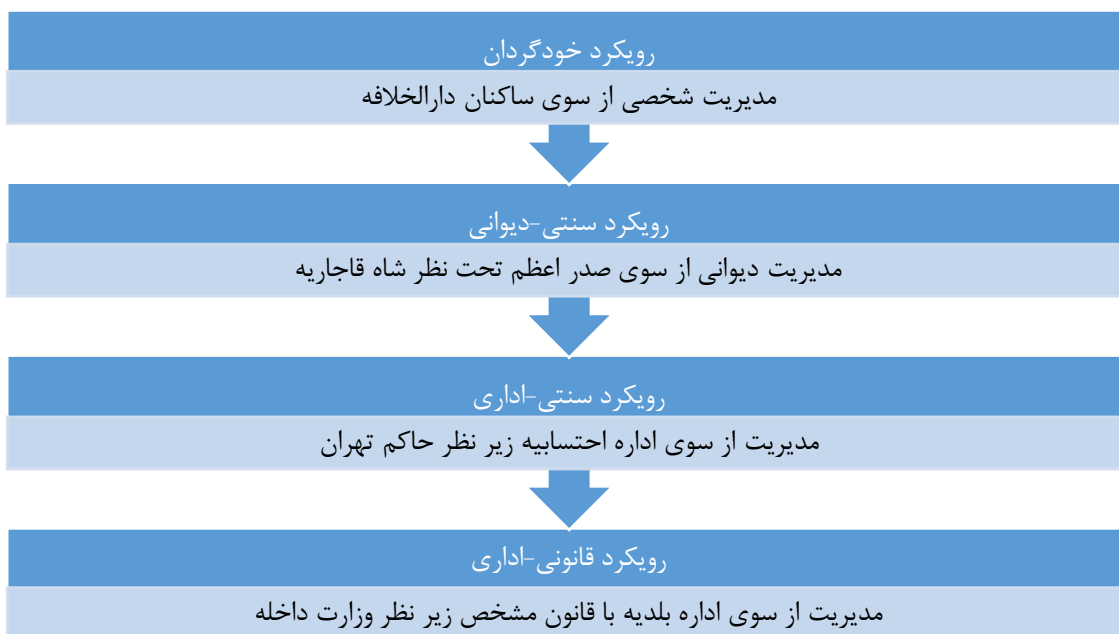 رویکرد خودگردان
مدیریت شخصی از سوی ساکنان دارالخلافه
رویکرد سنتی-دیوانی
مدیریت دیوانی از سوی صدر اعظم تحت نظر شاه قاجاریه
رویکرد سنتی-اداری
مدیریت از سوی اداره احتسابیه زیر نظر حاکم تهران
رویکرد قانونی-اداری
مدیریت از سوی اداره بلدیه با قانون مشخص زیر نظر وزارت داخله